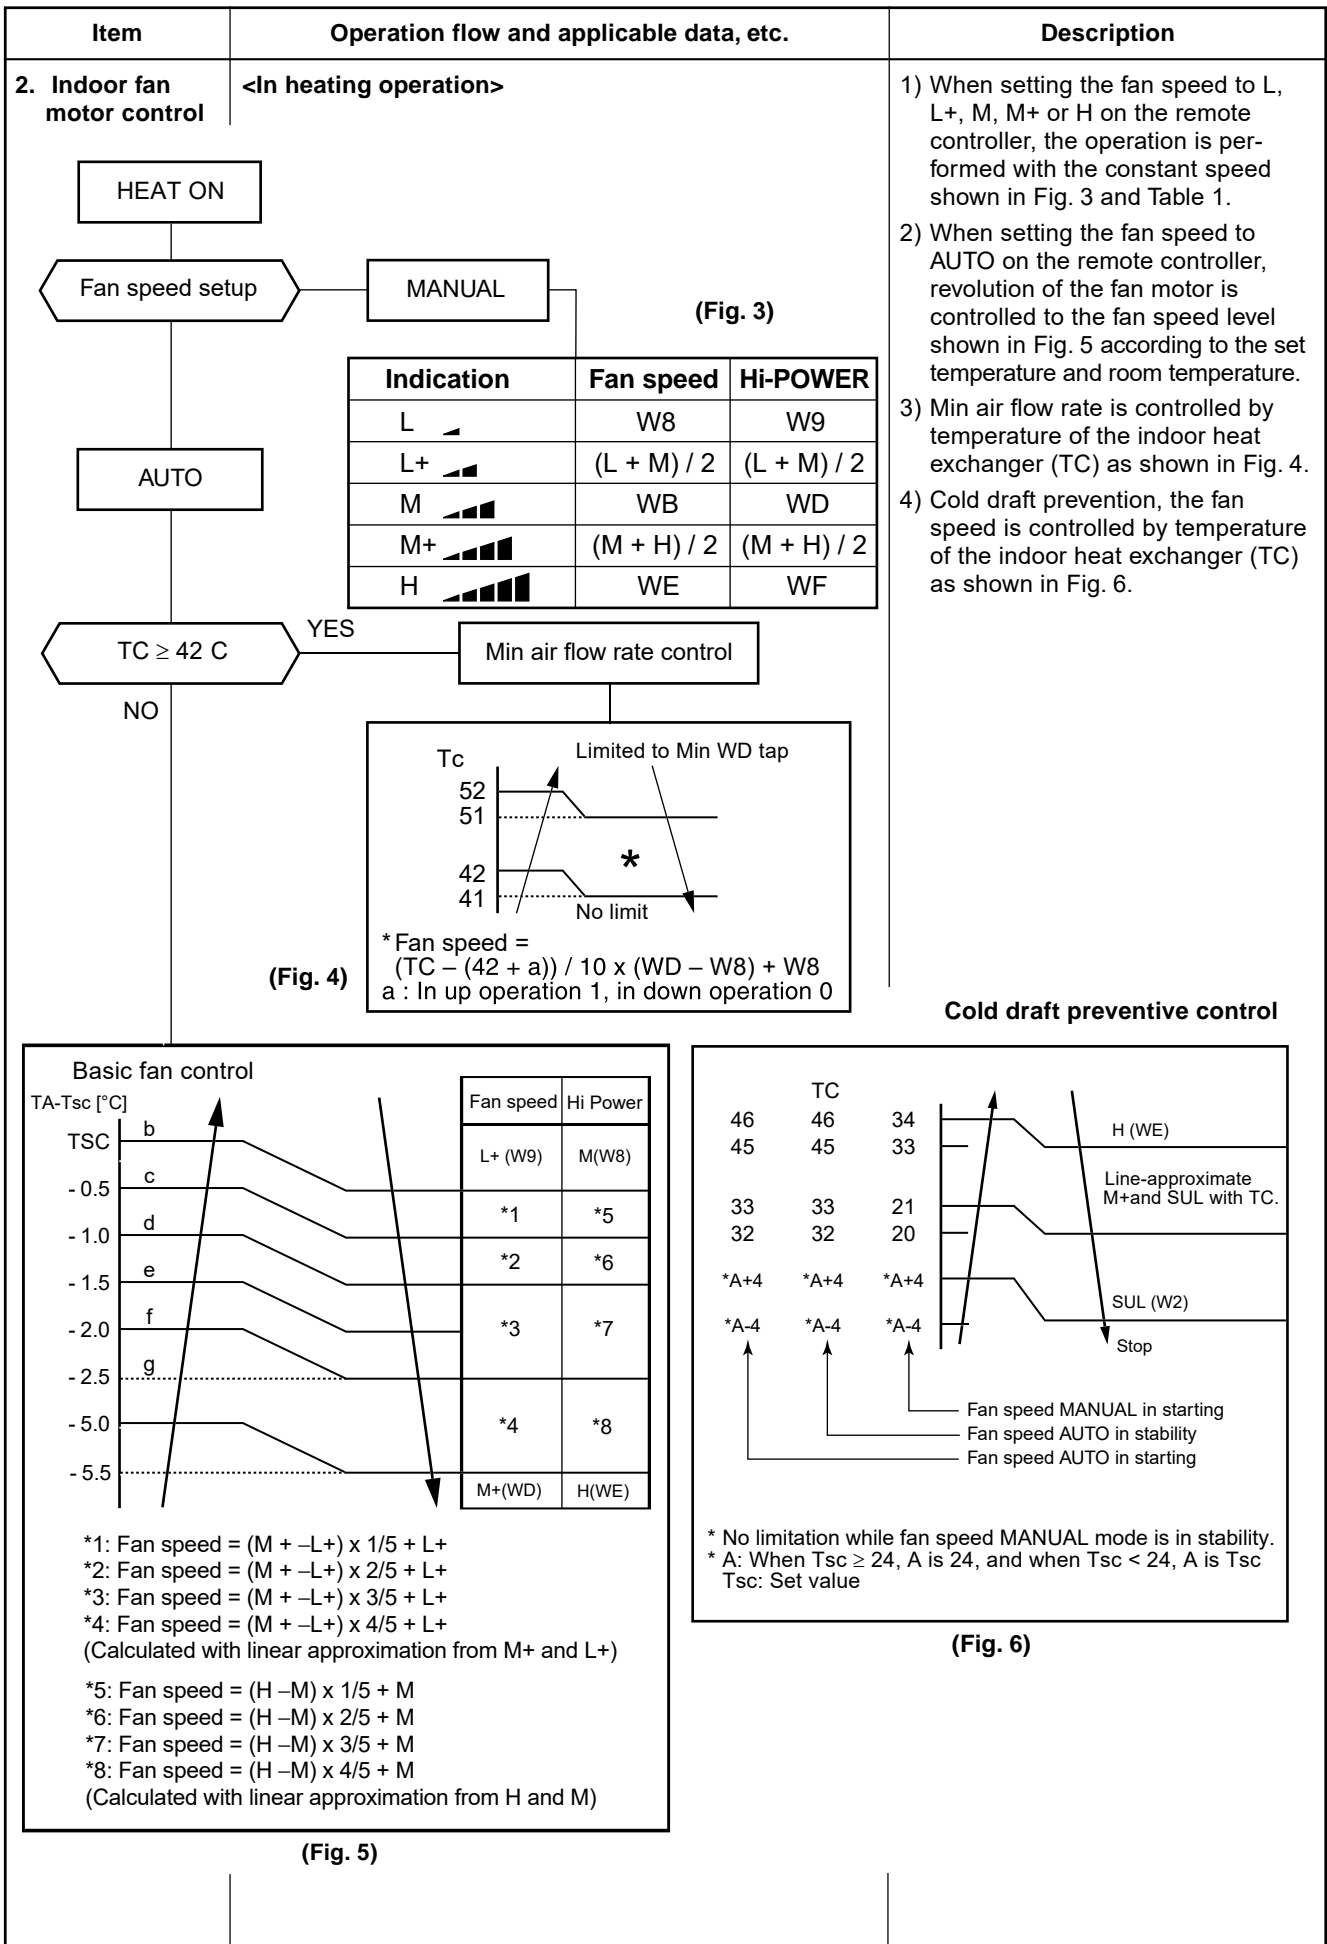 Item
Operation flow and applicable data, etc.
Description
2. Indoor fan
motor control
<In heating operation>
HEAT ON
Fan speed setup
MANUAL
(Fig. 3)
Indication Fan speed Hi-POWER
L W8 W9
L+ (L + M) / 2 (L + M) / 2
M WB WD
M+ (M + H) / 2 (M + H) / 2
H WE WF
AUTO
TC ≥ 42 C
YES
Min air flow rate control
NO
Tc
Limited to Min WD tap
52
51
42
41
*
No limit
* Fan speed =
(TC – (42 + a)) / 10 x (WD – W8) + W8
a : In up operation 1, in down operation 0
(Fig. 4)
1) When setting the fan speed to L,
L+, M, M+ or H on the remote
controller, the operation is per-
formed with the constant speed
shown in Fig. 3 and Table 1.
2) When setting the fan speed to
AUTO on the remote controller,
revolution of the fan motor is
controlled to the fan speed level
shown in Fig. 5 according to the set
temperature and room temperature.
3) Min air flow rate is controlled by
temperature of the indoor heat
exchanger (TC) as shown in Fig. 4.
4) Cold draft prevention, the fan
speed is controlled by temperature
of the indoor heat exchanger (TC)
as shown in Fig. 6.
Basic fan control
TA-Tsc [°C]
TSC b
- 0.5 c
- 1.0 d
- 1.5 e
- 2.0 f
- 2.5 g
- 5.0
- 5.5
Fan speed Hi Power
L+ (W9) M(W8)
*1 *5
*2 *6
*3 *7
*4 *8
M+(WD) H(WE)
*1: Fan speed = (M + –L+) x 1/5 + L+
*2: Fan speed = (M + –L+) x 2/5 + L+
*3: Fan speed = (M + –L+) x 3/5 + L+
*4: Fan speed = (M + –L+) x 4/5 + L+
(Calculated with linear approximation from M+ and L+)
*5: Fan speed = (H –M) x 1/5 + M
*6: Fan speed = (H –M) x 2/5 + M
*7: Fan speed = (H –M) x 3/5 + M
*8: Fan speed = (H –M) x 4/5 + M
(Calculated with linear approximation from H and M)
(Fig. 5)
Cold draft preventive control
TC
46 46 34
45 45 33
33 33 21
32 32 20
*A+4 *A+4 *A+4
*A-4 *A-4 *A-4
H (WE)
Line-approximate
M+and SUL with TC.
SUL (W2)
Stop
Fan speed MANUAL in starting
Fan speed AUTO in stability
Fan speed AUTO in starting
* No limitation while fan speed MANUAL mode is in stability.
* A: When Tsc ≥ 24, A is 24, and when Tsc < 24, A is Tsc
Tsc: Set value
(Fig. 6)